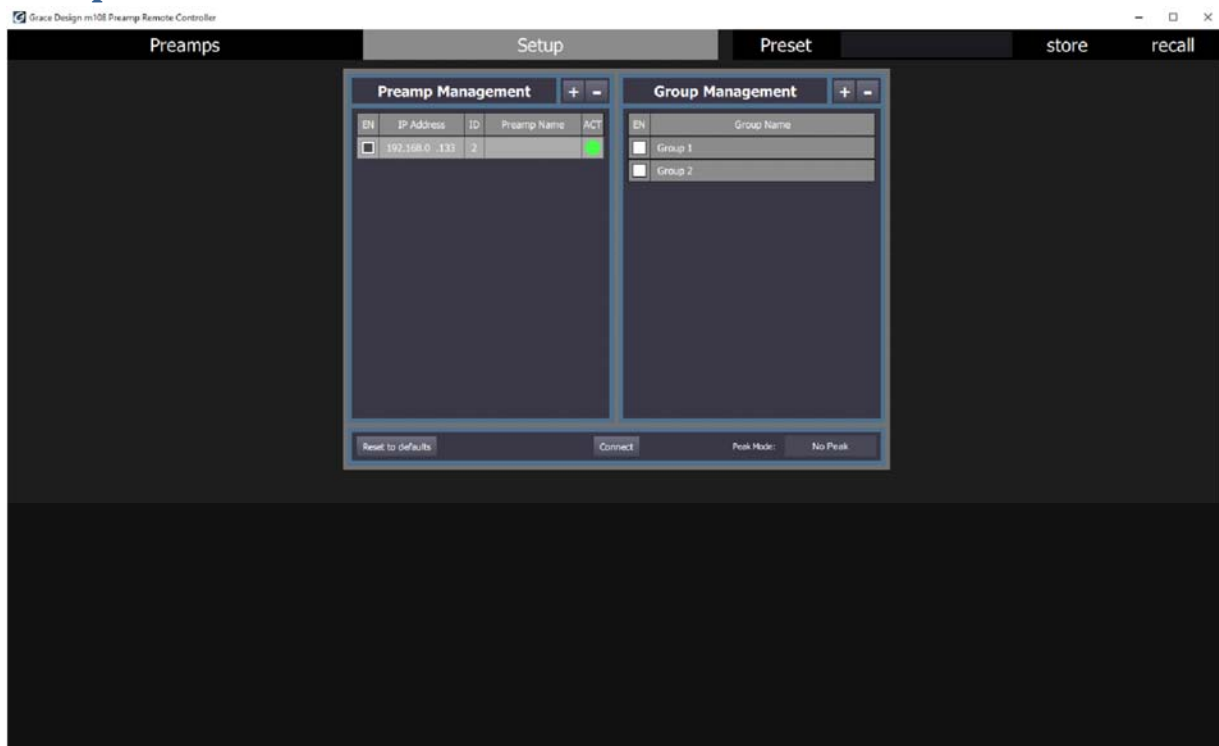 Grace Design m108 Preamp Remote Controller
Preamps Setup Preset store recall
Preamp Management + -
EN IP Address ID Preamp Name ACT
192.168.0 .133 2
Group Management + -
EN Group Name
Group 1
Group 2
Reset to defaults Connect Peak Mode: No Peak